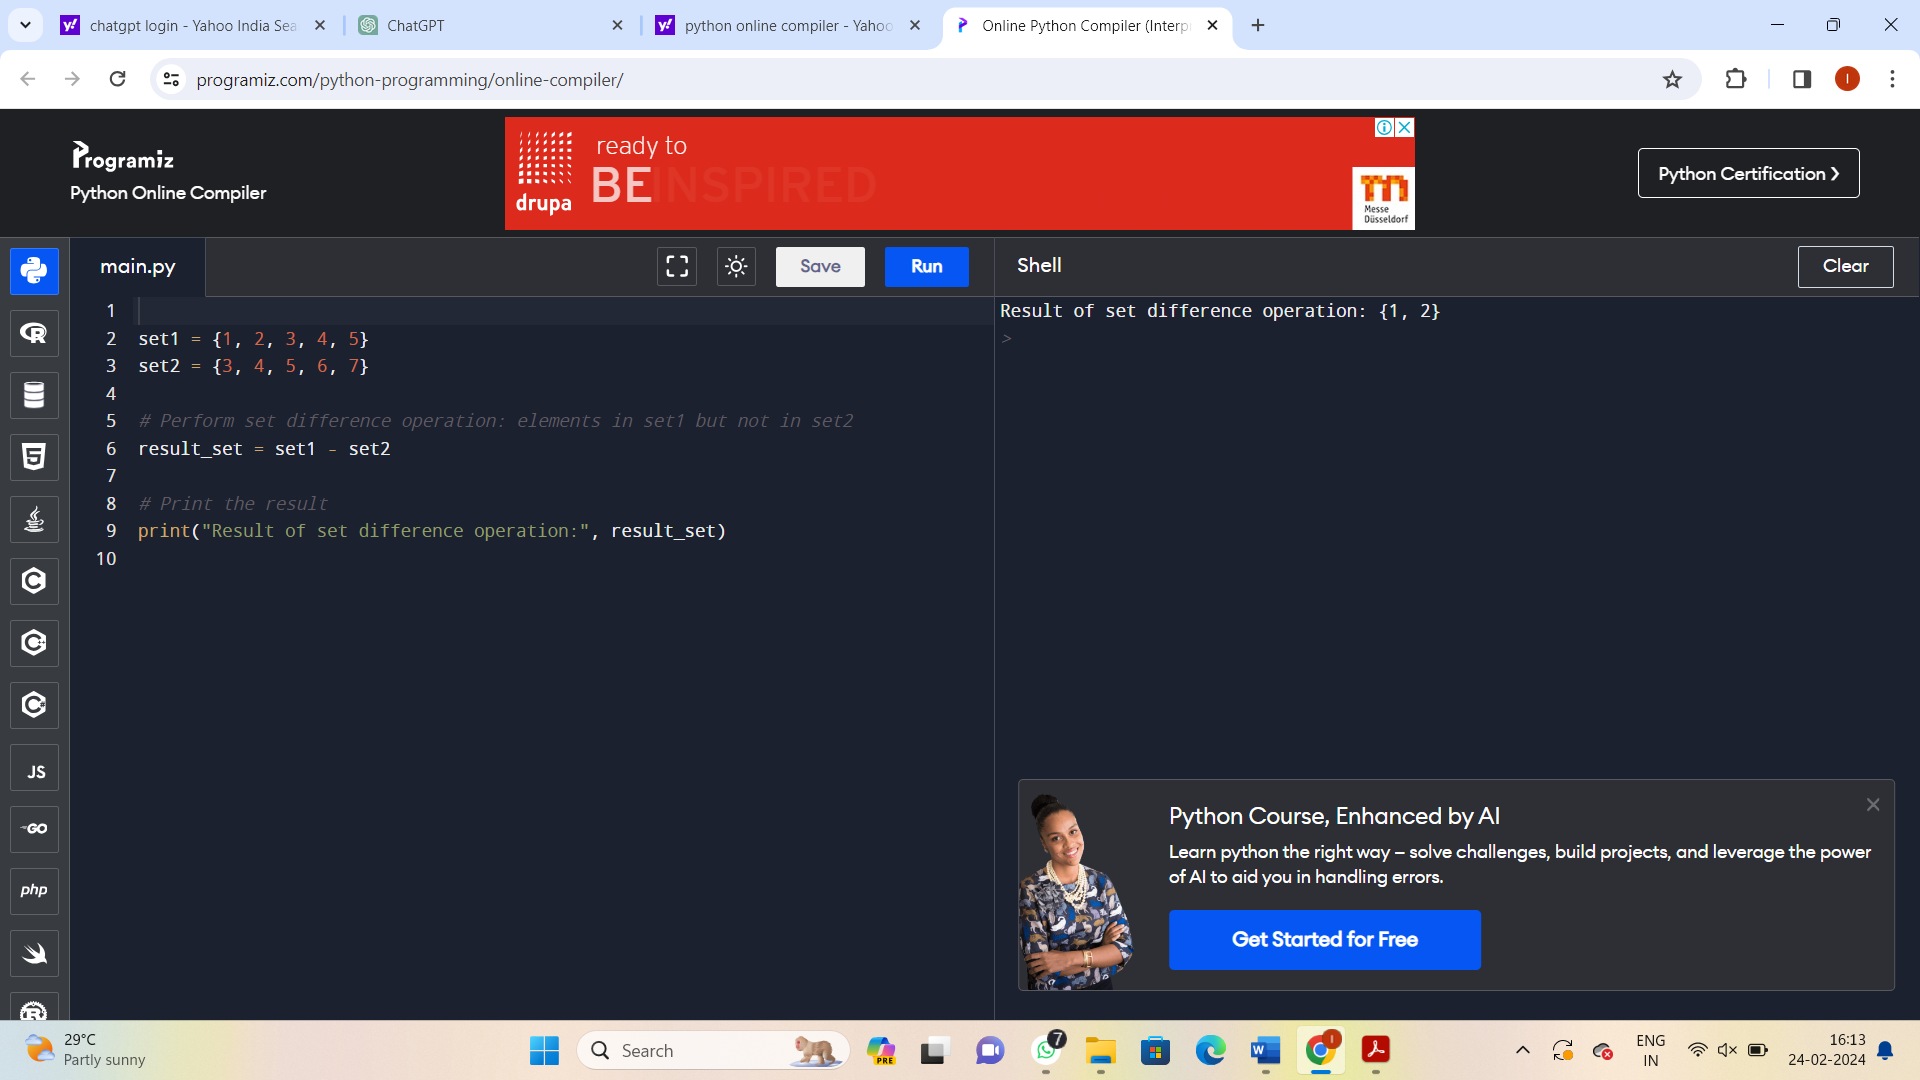 chatgpt login - Yahoo India Sea
ChatGPT
python online compiler - Yahoo
Online Python Compiler (Interp
programiz.com/python-programming/online-compiler/
I
Programiz
Python Online Compiler
drupa
ready to
BEINSPIRED
Messe
Düsseldorf
Python Certification ❯
main.py
Save
Run
Shell
Clear
1
2 set1 = {1, 2, 3, 4, 5}
3 set2 = {3, 4, 5, 6, 7}
4
5 # Perform set difference operation: elements in set1 but not in set2
6 result_set = set1 - set2
7
8 # Print the result
9 print("Result of set difference operation:", result_set)
10
Result of set difference operation: {1, 2}
>
JS
GO
php
Python Course, Enhanced by AI
Learn python the right way – solve challenges, build projects, and leverage the power
of AI to aid you in handling errors.
Get Started for Free
29°C
Partly sunny
Search
PRE
7
I
ENG
IN
16:13
24-02-2024